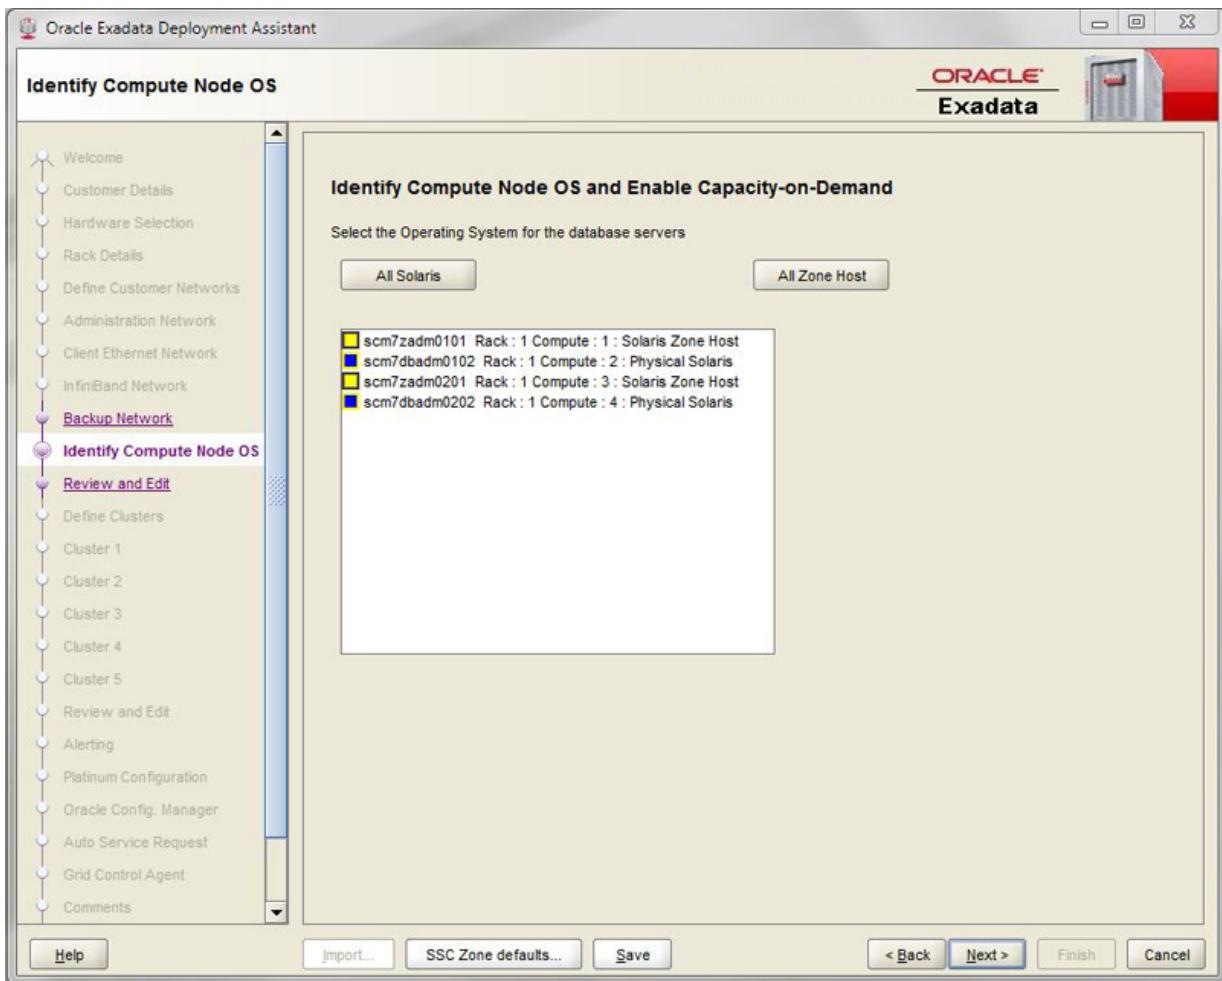 Oracle Exadata Deployment Assistant
Identify Compute Node OS
ORACLE
Exadata
Welcome
Customer Details
Hardware Selection
Rack Details
Define Customer Networks
Administration Network
Client Ethernet Network
InfiniBand Network
Backup Network
Identify Compute Node OS
Review and Edit
Define Clusters
Cluster 1
Cluster 2
Cluster 3
Cluster 4
Cluster 5
Review and Edit
Alerting
Platinum Configuration
Oracle Config. Manager
Auto Service Request
Grid Control Agent
Comments
Identify Compute Node OS and Enable Capacity-on-Demand
Select the Operating System for the database servers
All Solaris All Zone Host
scm7zadm0101 Rack : 1 Compute : 1 : Solaris Zone Host
scm7dbadm0102 Rack : 1 Compute : 2 : Physical Solaris
scm7zadm0201 Rack : 1 Compute : 3 : Solaris Zone Host
scm7dbadm0202 Rack : 1 Compute : 4 : Physical Solaris
Help Import... SSC Zone defaults... Save < Back Next > Finish Cancel